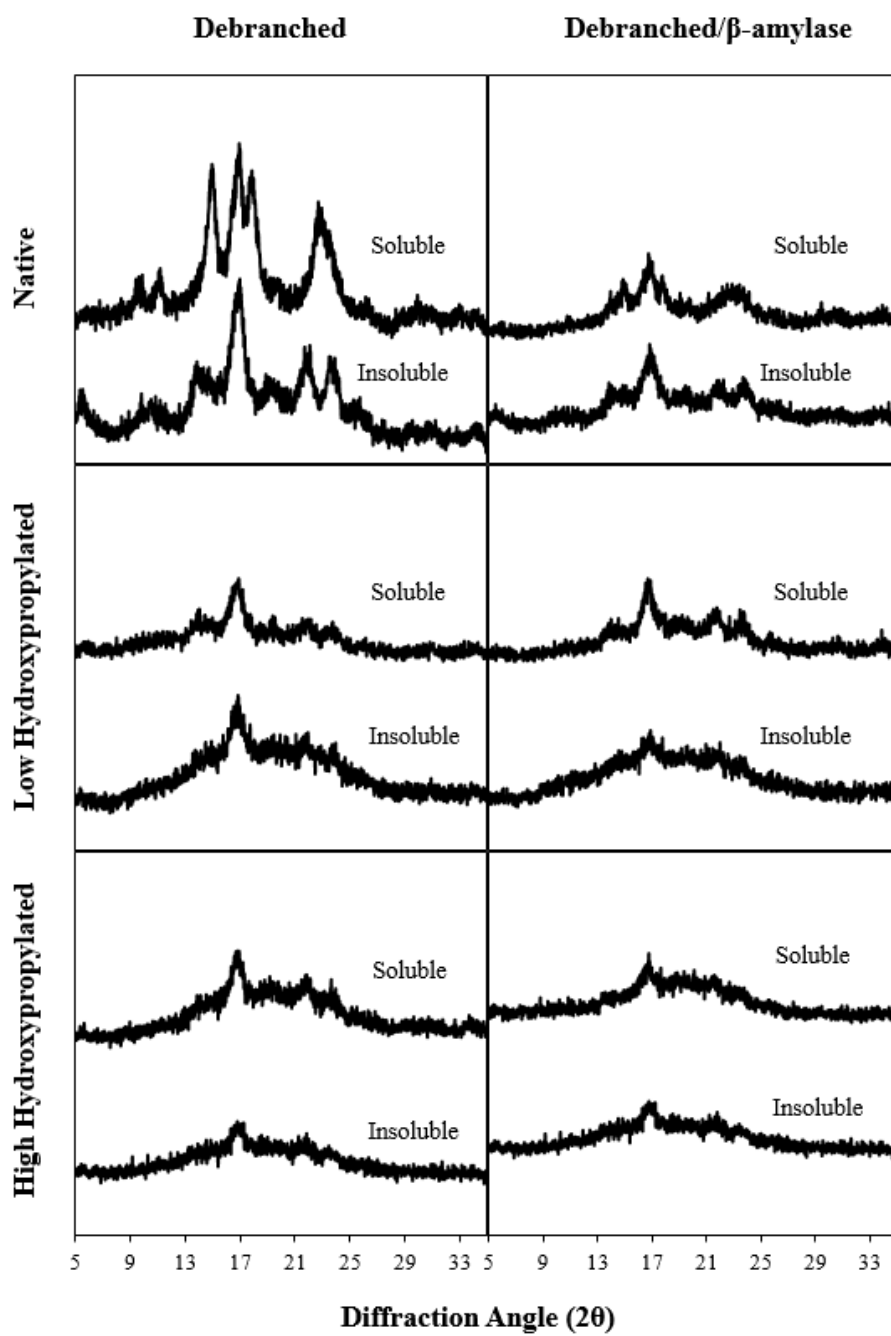 Debranched
Debranched/β-amylase
Native
Soluble
Insoluble
Soluble
Insoluble
Low Hydroxypropylated
Soluble
Insoluble
Soluble
Insoluble
High Hydroxypropylated
Soluble
Insoluble
Soluble
Insoluble
5 9 13 17 21 25 29 33 5 9 13 17 21 25 29 33
Diffraction Angle (2θ)